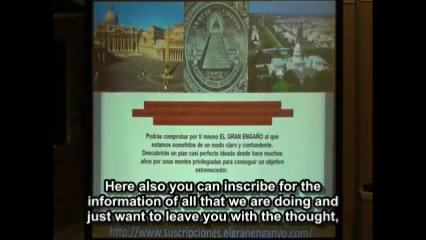 Podrás comprobar por ti mismo EL GRAN ENGAÑO al que
estamos sometidos de un modo claro y contundente.
Descubrirás un plan casi perfecto ideado desde hace muchos
años por unas mentes privilegiadas para conseguir un objetivo
estremecedor.
Here also you can inscribe for the
information of all that we are doing and
just want to leave you with the thought,
http://www.suscripciones.elgranenganyo.com/